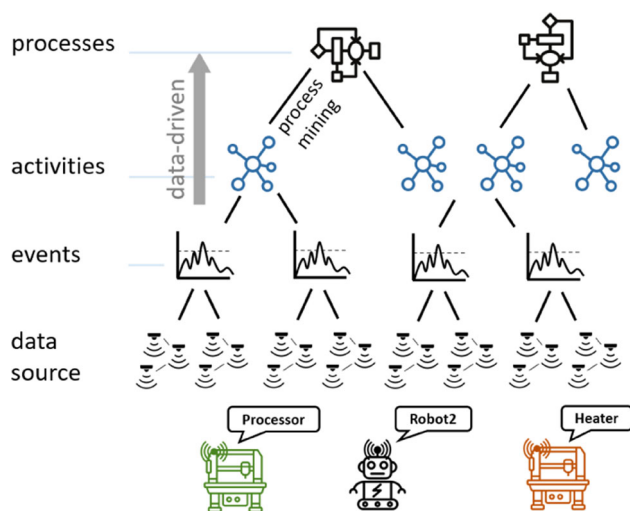 processes
data-driven
process
mining
activities
events
data
source
Processor
Robot2
Heater